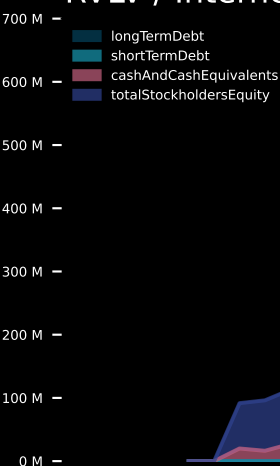 700 M
longTermDebt
shortTermDebt
cashAndCashEquivalents
600 M
totalStockholdersEquity
500 M
400 M
300 M
200 M
100 M
0 M